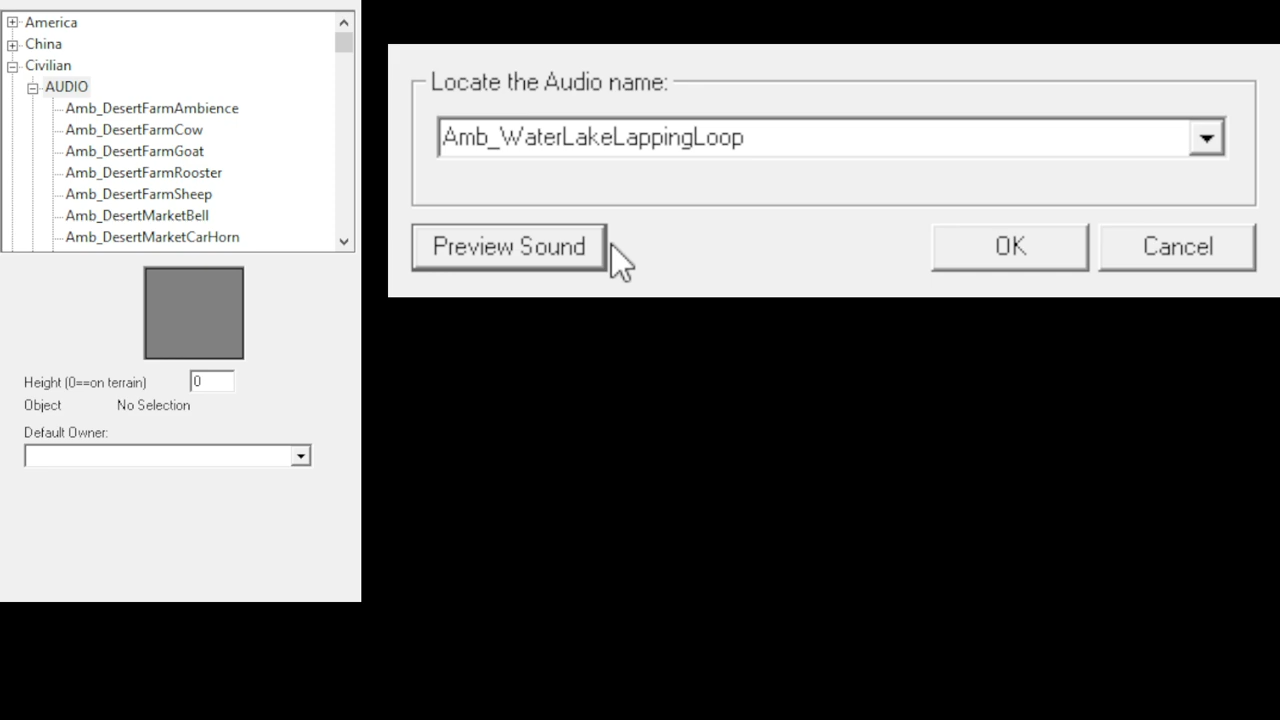 America
China
Civilian
AUDIO
Amb_DesertFarmAmbience
Amb_DesertFarmCow
Amb_DesertFarmGoat
Amb_DesertFarmRooster
Amb_DesertFarmSheep
Amb_DesertMarketBell
Amb_DesertMarketCarHorn
Height (0==on terrain) 0
Object No Selection
Default Owner:
Locate the Audio name:
Amb_WaterLakeLappingLoop
Preview Sound OK Cancel